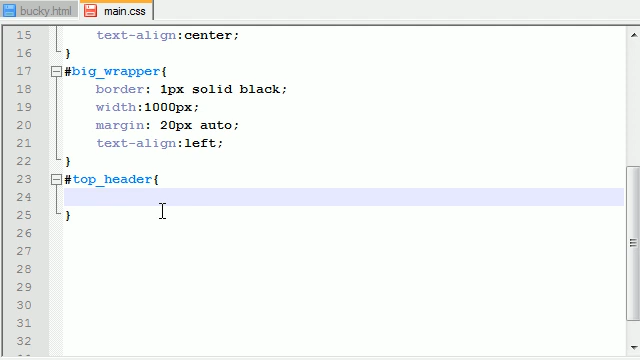 bucky.html main.css
15 text-align:center;
16 }
17 #big_wrapper{
18 border: 1px solid black;
19 width:1000px;
20 margin: 20px auto;
21 text-align:left;
22 }
23 #top_header{
24
25 }
26
27
28
29
30
31
32